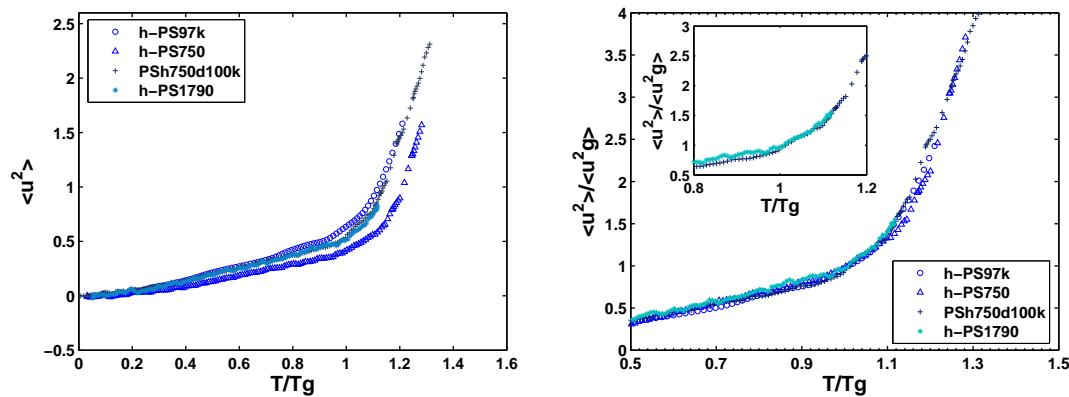 2.5
2
1.5
1
0.5
0
−0.5
<u²>
h−PS97k
h−PS750
PSh750d100k
h−PS1790
0 0.2 0.4 0.6 0.8 1 1.2 1.4 1.6
T/Tg
4
3.5
3
2.5
2
1.5
1
0.5
0
<u²>/<u²g>
3
2.5
2
1.5
1
0.5
<u²>/<u²g>
0.8 1 1.2
T/Tg
h−PS97k
h−PS750
PSh750d100k
h−PS1790
0.5 0.7 0.9 1.1 1.3 1.5
T/Tg